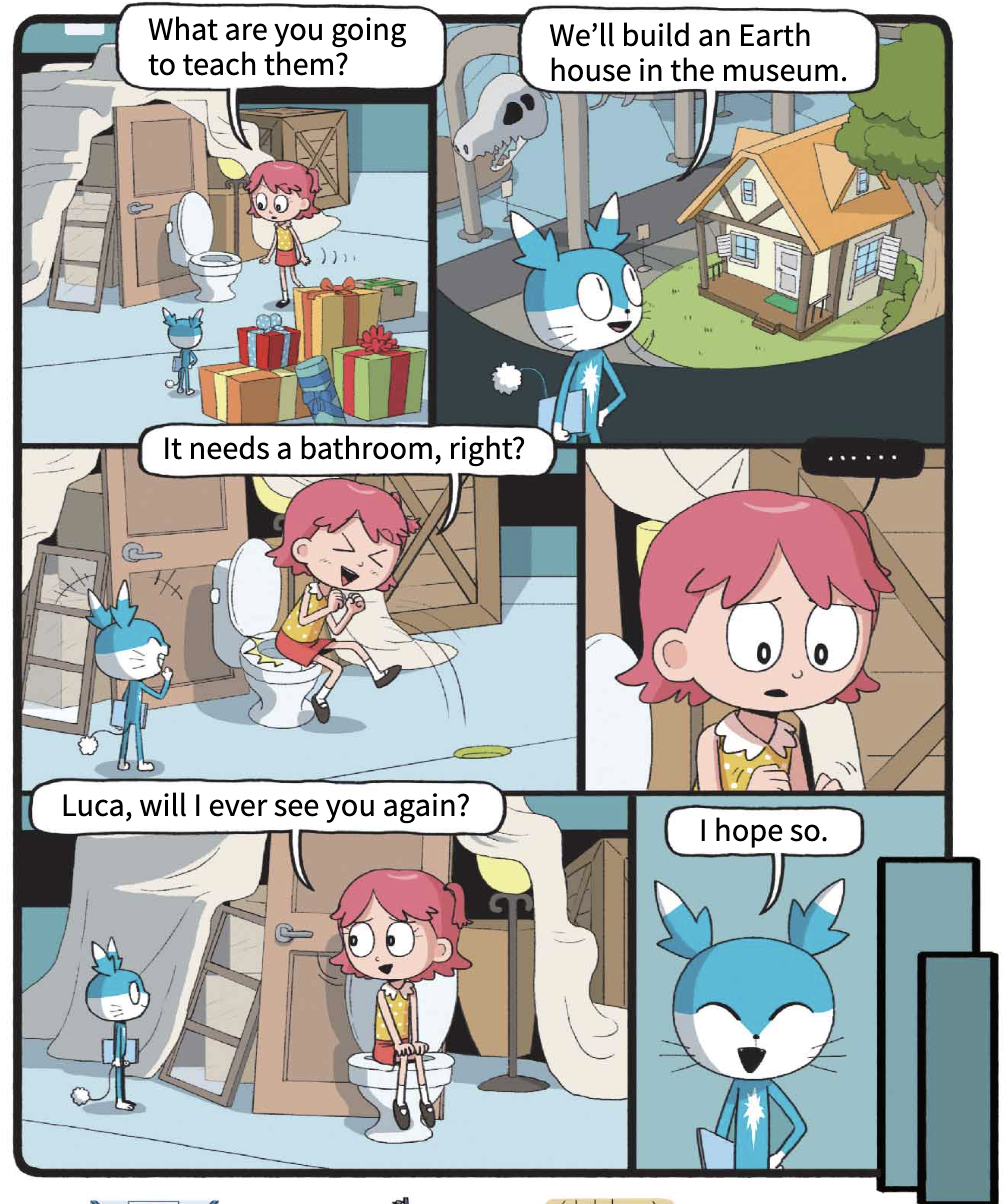 What are you going
to teach them?
We’ll build an Earth
house in the museum.
It needs a bathroom, right?
......
Luca, will I ever see you again?
I hope so.